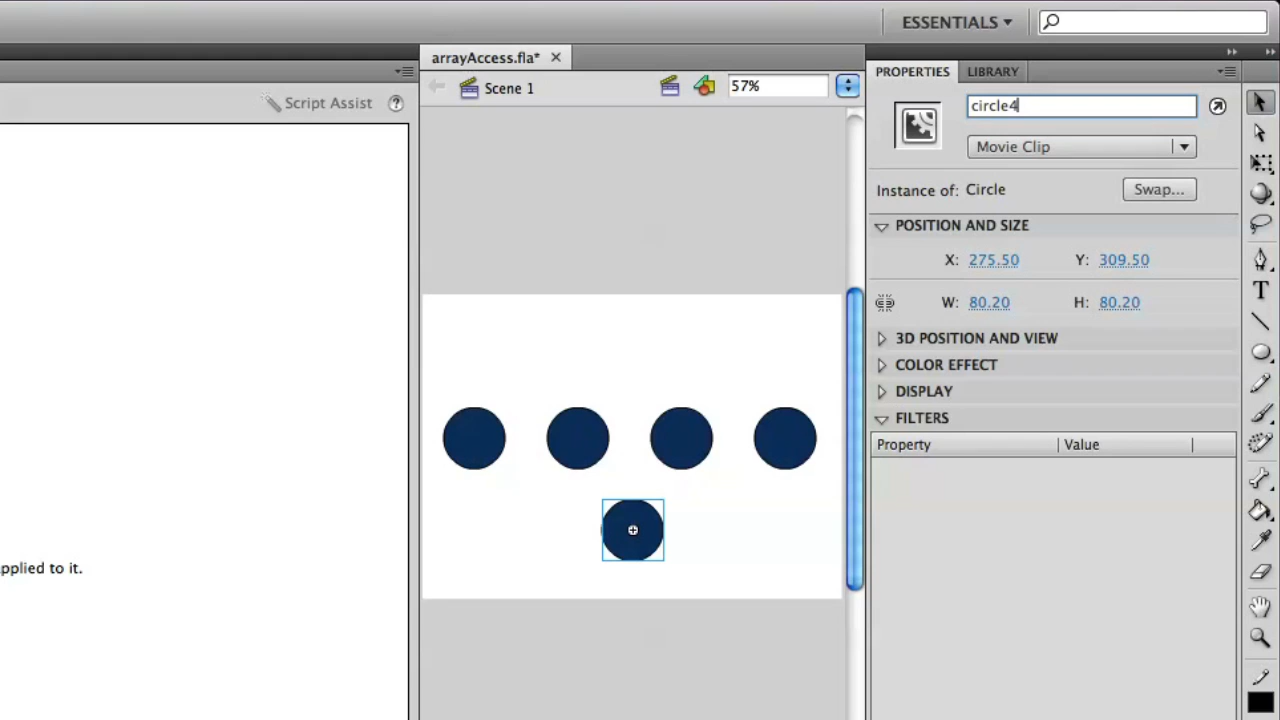 ESSENTIALS
arrayAccess.fla*
PROPERTIES LIBRARY
Script Assist
Scene 1
57%
circle4
Movie Clip
Instance of: Circle
Swap...
POSITION AND SIZE
X: 275.50 Y: 309.50
W: 80.20 H: 80.20
3D POSITION AND VIEW
COLOR EFFECT
DISPLAY
FILTERS
Property Value
pplied to it.